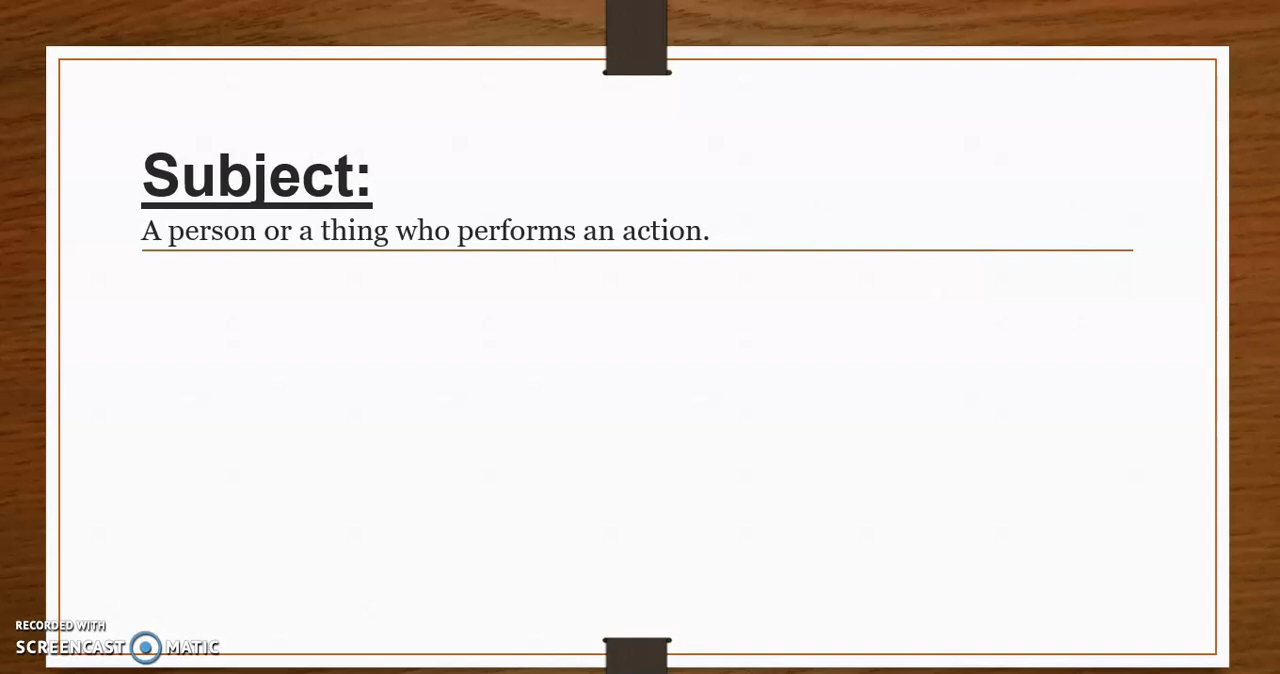 Subject:
A person or a thing who performs an action.
RECORDED WITH
SCREENCAST MATIC